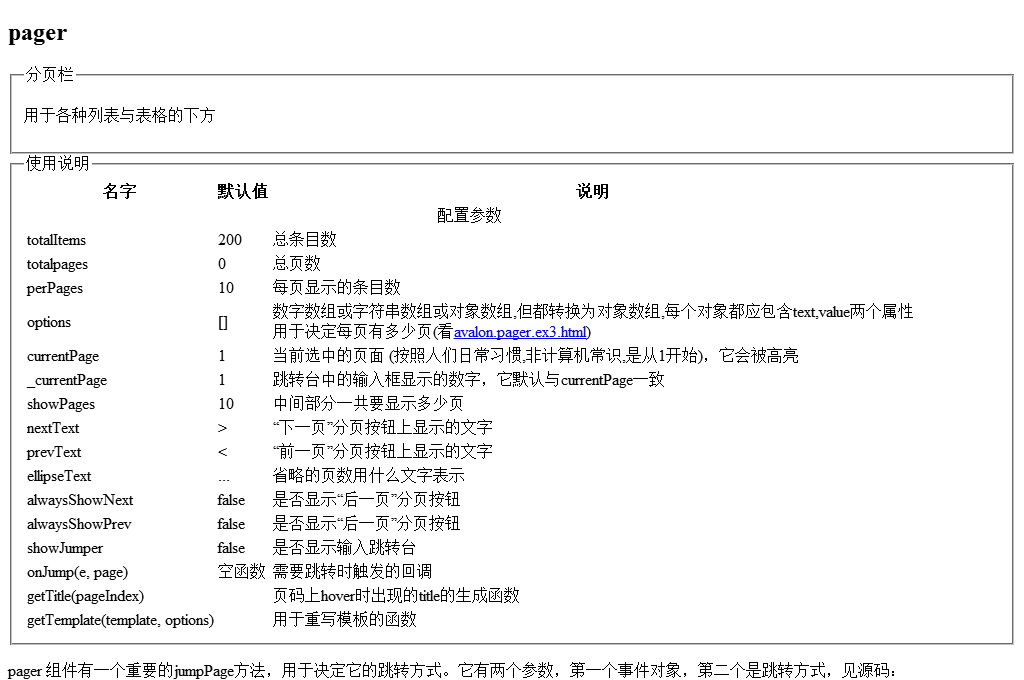 pager
分页栏
用于各种列表与表格的下方
使用说明
名字 默认值 说明
配置参数
totalItems 200 总条目数
totalpages 0 总页数
perPages 10 每页显示的条目数
options [] 数字数组或字符串数组或对象数组,但都转换为对象数组,每个对象都应包含text,value两个属性
用于决定每页有多少页(看avalon.pager.ex3.html)
currentPage 1 当前选中的页面 (按照人们日常习惯,非计算机常识,是从1开始)，它会被高亮
_currentPage 1 跳转台中的输入框显示的数字，它默认与currentPage一致
showPages 10 中间部分一共要显示多少页
nextText > “下一页”分页按钮上显示的文字
prevText < “前一页”分页按钮上显示的文字
ellipseText ... 省略的页数用什么文字表示
alwaysShowNext false 是否显示“后一页”分页按钮
alwaysShowPrev false 是否显示“后一页”分页按钮
showJumper false 是否显示输入跳转台
onJump(e, page) 空函数 需要跳转时触发的回调
getTitle(pageIndex) 页码上hover时出现的title的生成函数
getTemplate(template, options) 用于重写模板的函数
pager 组件有一个重要的jumpPage方法，用于决定它的跳转方式。它有两个参数，第一个事件对象，第二个是跳转方式，见源码：